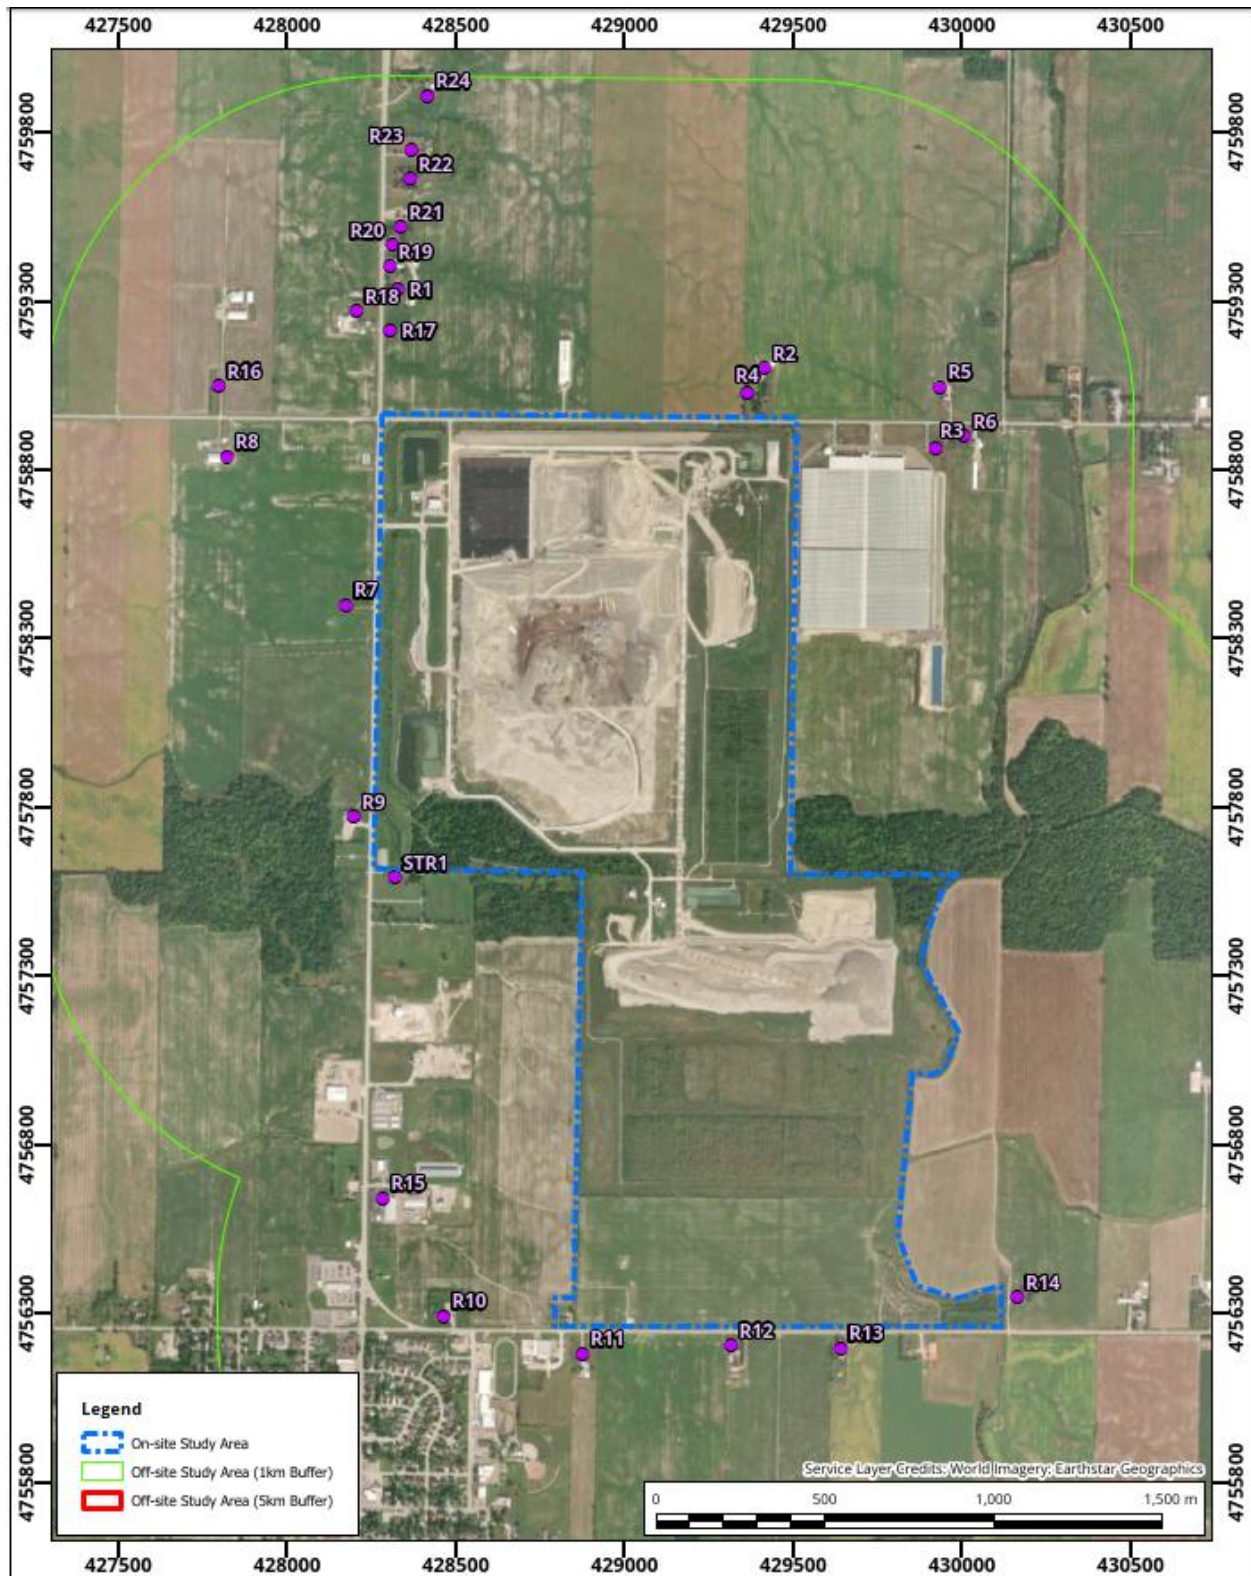 427500 428000 428500 429000 429500 430000 430500
R24
4759800 4759800
R23
R22
R21
R20
R19
4759300 R1 4759300
R18
R17
R2
R16 R4 R5
R6
R3
R8
4758800 4758800
R7
4758300 4758300
R9
4757800 4757800
STR1
4757300 4757300
4756800 4756800
R15
R14
R10
4756300 4756300
R12
R13
R11
Legend
On-site Study Area
Off-site Study Area (1km Buffer)
Off-site Study Area (5km Buffer)
Service Layer Credits: World Imagery: Earthstar Geographics
4755800 4755800
0 500 1,000 1,500 m
427500 428000 428500 429000 429500 430000 430500